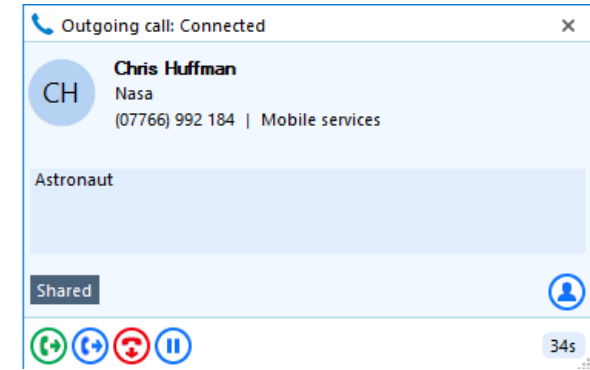 Outgoing call: Connected
CH
Chris Huffman
Nasa
(07766) 992 184 | Mobile services
Astronaut
Shared
34s